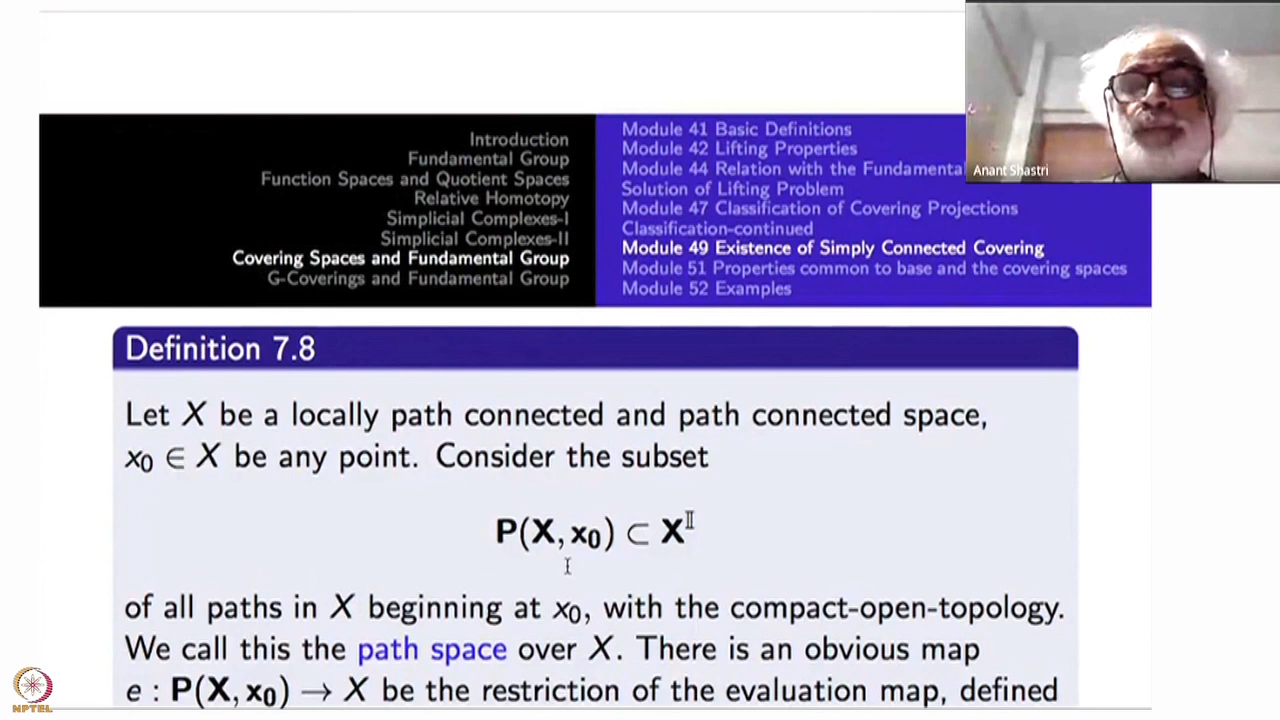 Introduction
Fundamental Group
Function Spaces and Quotient Spaces
Relative Homotopy
Simplicial Complexes-I
Simplicial Complexes-II
Covering Spaces and Fundamental Group
G-Coverings and Fundamental Group
Module 41 Basic Definitions
Module 42 Lifting Properties
Module 44 Relation with the Fundamental
Solution of Lifting Problem
Module 47 Classification of Covering Projections
Classification-continued
Module 49 Existence of Simply Connected Covering
Module 51 Properties common to base and the covering spaces
Module 52 Examples
Anant Shastri
Definition 7.8
Let X be a locally path connected and path connected space,
x₀ ∈ X be any point. Consider the subset
P(X, x₀) ⊂ X^𝕀
of all paths in X beginning at x₀, with the compact-open-topology.
We call this the path space over X. There is an obvious map
e : P(X, x₀) → X be the restriction of the evaluation map, defined
NPTEL